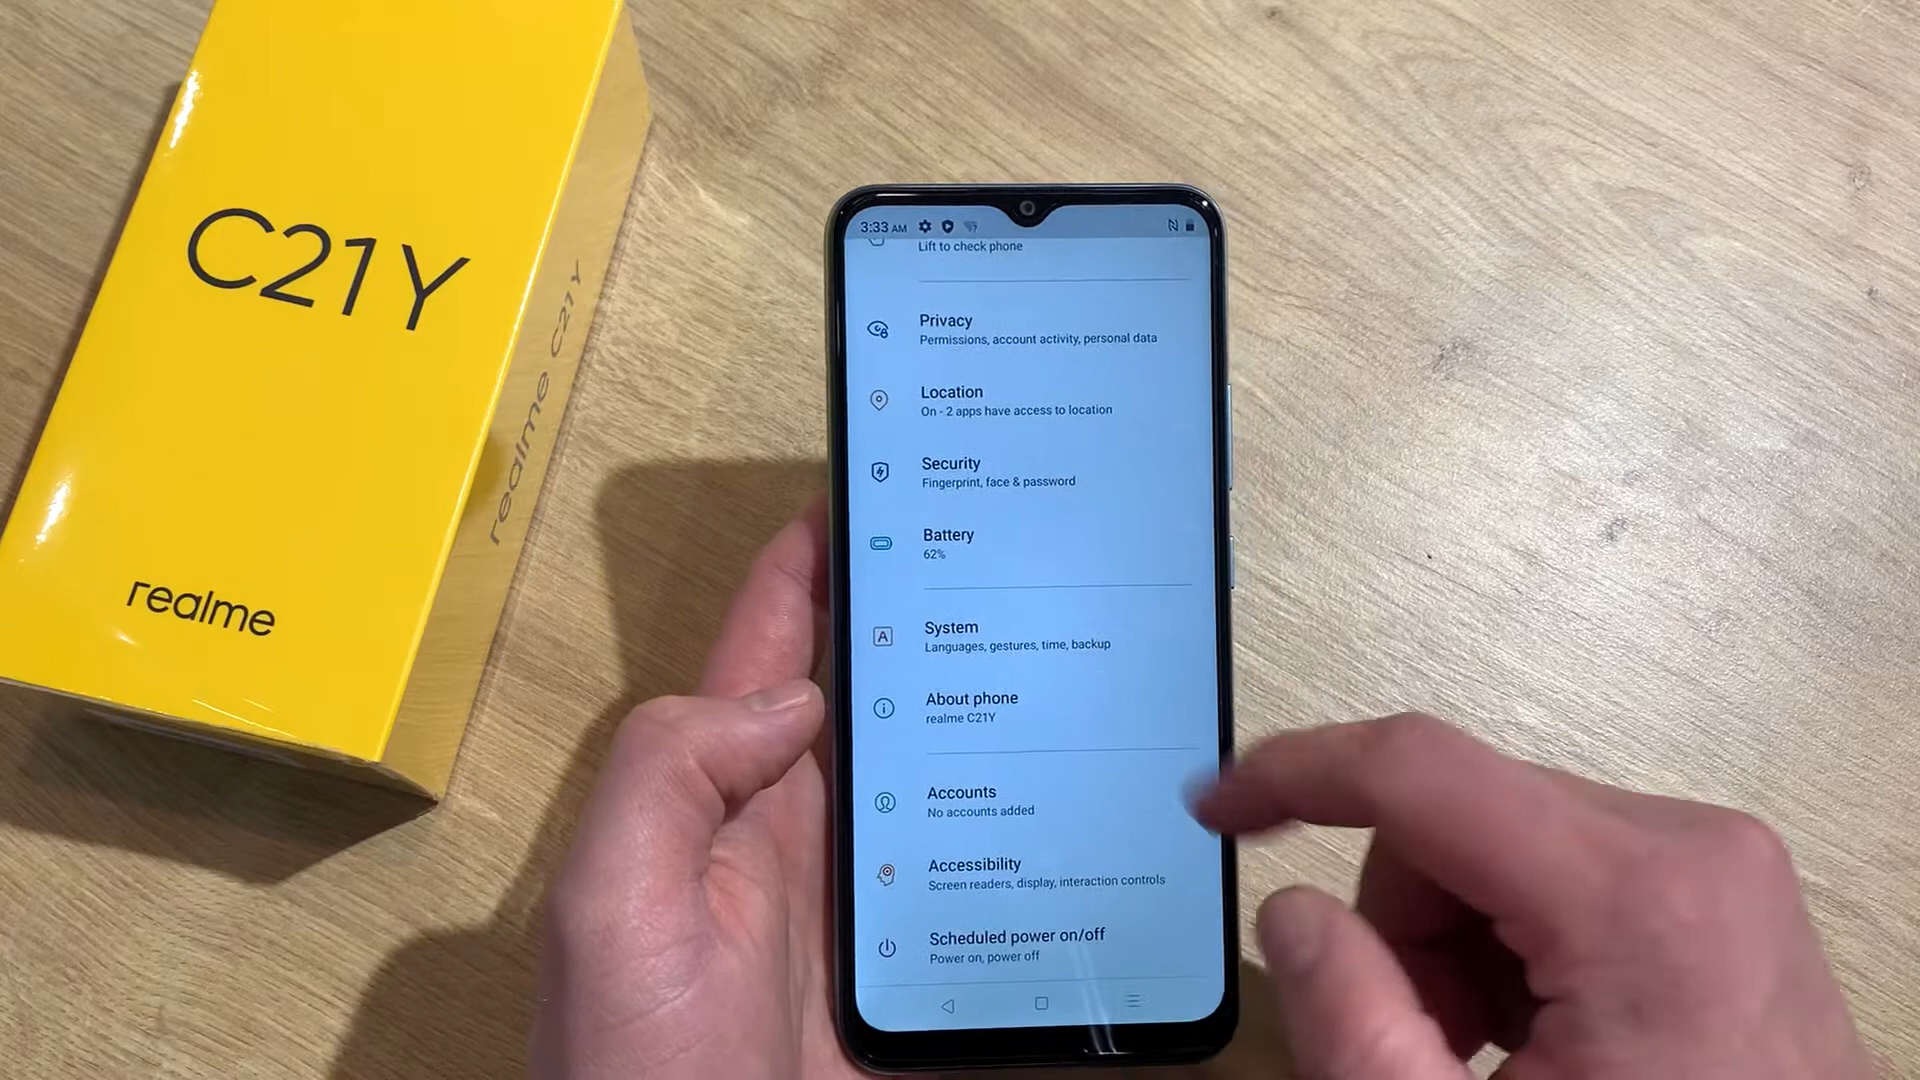 C21Y
realme
realme C21Y
3:33 AM
Lift to check phone
Privacy
Permissions, account activity, personal data
Location
On - 2 apps have access to location
Security
Fingerprint, face & password
Battery
62%
System
Languages, gestures, time, backup
About phone
realme C21Y
Accounts
No accounts added
Accessibility
Screen readers, display, interaction controls
Scheduled power on/off
Power on, power off